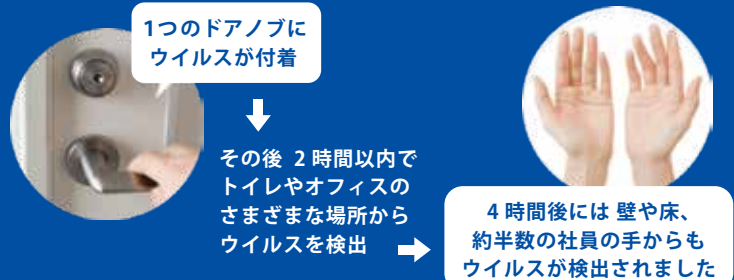 1つのドアノブに
ウイルスが付着
その後 2 時間以内で
トイレやオフィスの
さまざまな場所から
ウイルスを検出
4 時間後には 壁や床、
約半数の社員の手からも
ウイルスが検出されました